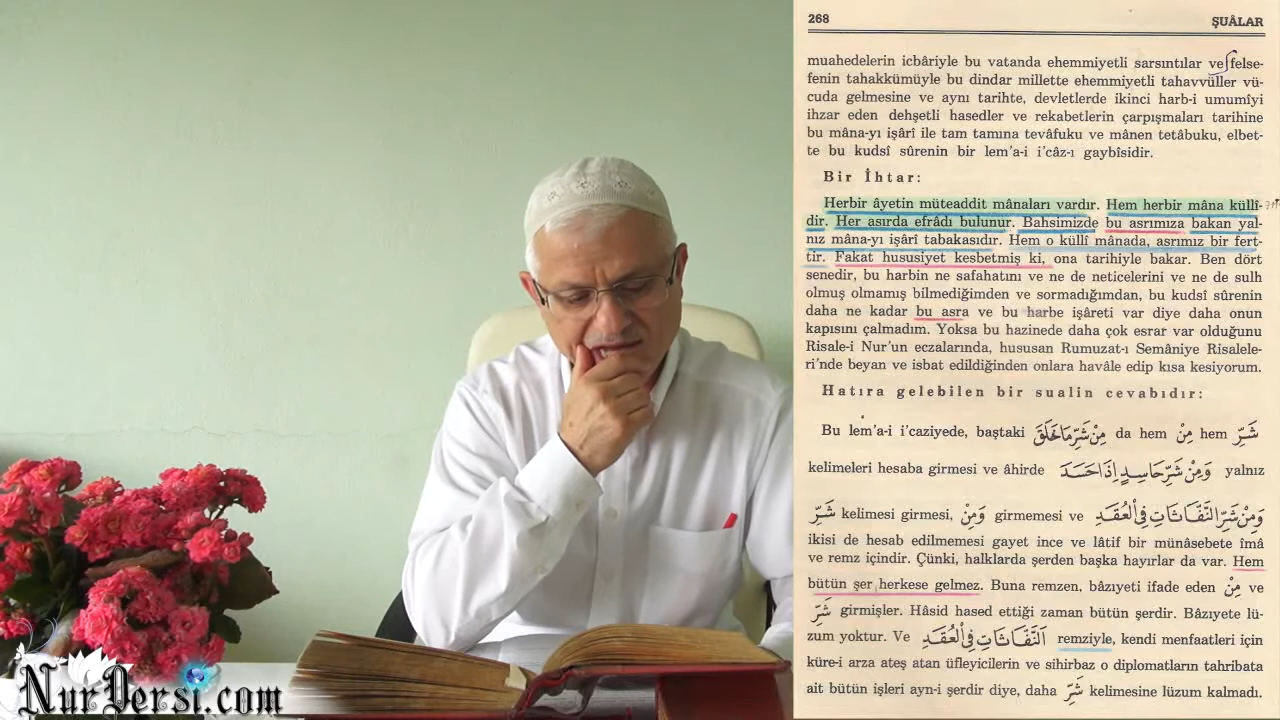 268
ŞUÂLAR
muahedelerin icbâriyle bu vatanda ehemmiyetli sarsıntılar ve felse-
fenin tahakkümüyle bu dindar millette ehemmiyetli tahavvüller vü-
cuda gelmesine ve aynı tarihte, devletlerde ikinci harb-i umumîyi
ihzar eden dehşetli hasedler ve rekabetlerin çarpışmaları tarihine
bu mâna-yı işârî ile tam tamına tevâfuku ve mânen tetâbuku, elbet-
te bu kudsî sûrenin bir lem'a-i i'câz-ı gaybîsidir.
Bir İhtar:
Herbir âyetin müteaddit mânaları vardır. Hem herbir mâna küllî-
dir. Her asırda efrâdı bulunur. Bahsimizde bu asrımıza bakan yal-
nız mâna-yı işârî tabakasıdır. Hem o küllî mânada, asrımız bir fert-
tir. Fakat hususiyet kesbetmiş ki, ona tarihiyle bakar. Ben dört
senedir, bu harbin ne safahatını ve ne de neticelerini ve ne de sulh
olmuş olmamış bilmediğimden ve sormadığımdan, bu kudsî sûrenin
daha ne kadar bu asra ve bu harbe işâreti var diye daha onun
kapısını çalmadım. Yoksa bu hazinede daha çok esrar var olduğunu
Risale-i Nur'un eczalarında, hususan Rumuzat-ı Semâniye Risalele-
ri'nde beyan ve isbat edildiğinden onlara havâle edip kısa kesiyorum.
Hatıra gelebilen bir sualin cevabıdır:
Bu lem'a-i i'caziyede, baştaki مِنْ شَرِّ مَا خَلَقَ da hem مِنْ hem شَرِّ
kelimeleri hesaba girmesi ve âhirde وَمِنْ شَرِّ حَاسِدٍ اِذَا حَسَدَ yalnız
شَرِّ kelimesi girmesi, وَمِنْ girmemesi ve وَمِنْ شَرِّ النَّفَّاثَاتِ فِى الْعُقَدِ
ikisi de hesab edilmemesi gayet ince ve lâtif bir münâsebete îmâ
ve remz içindir. Çünki, halklarda şerden başka hayırlar da var. Hem
bütün şer herkese gelmez. Buna remzen, bâzıyeti ifade eden مِنْ ve
شَرِّ girmişler. Hâsid hased ettiği zaman bütün şerdir. Bâzıyete lü-
zum yoktur. Ve اَلنَّفَّاثَاتِ فِى الْعُقَدِ remziyle, kendi menfaatleri için
küre-i arza ateş atan üfleyicilerin ve sihirbaz o diplomatların tahribata
ait bütün işleri ayn-i şerdir diye, daha شَرِّ kelimesine lüzum kalmadı.
NurDersi.com